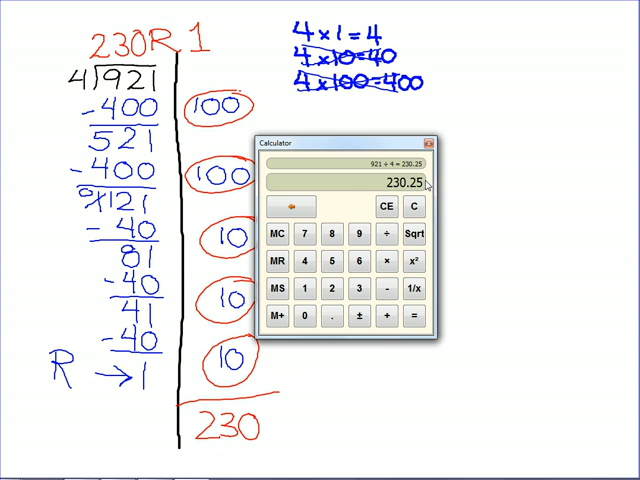 230R1
4)921
-400 100
521
-400 100
0 121
-40 10
81
-40 10
41
-40 10
R → 1
230
4×1=4
4×10=40
4×100=400
Calculator
921 ÷ 4 = 230.25
230.25
← CE C
MC 7 8 9 ÷ Sqrt
MR 4 5 6 × x²
MS 1 2 3 - 1/x
M+ 0 . ± + =